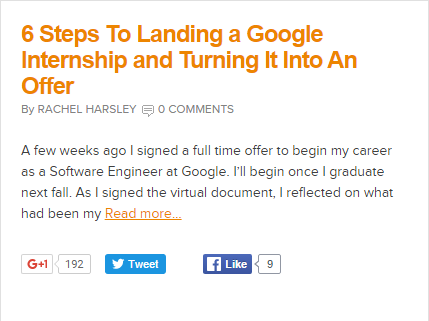 6 Steps To Landing a Google
Internship and Turning It Into An
Offer
By RACHEL HARSLEY 0 COMMENTS
A few weeks ago I signed a full time offer to begin my career
as a Software Engineer at Google. I'll begin once I graduate
next fall. As I signed the virtual document, I reflected on what
had been my Read more...
G+1 192 Tweet Like 9